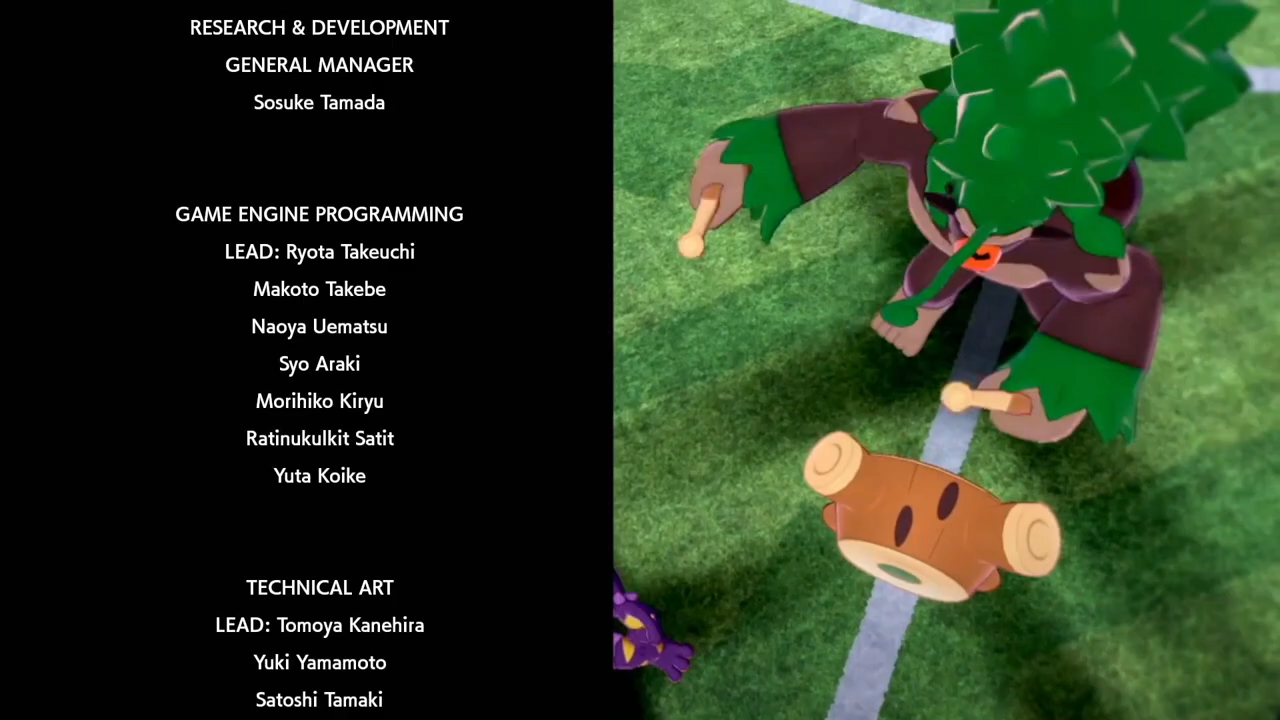 RESEARCH & DEVELOPMENT
GENERAL MANAGER
Sosuke Tamada
GAME ENGINE PROGRAMMING
LEAD: Ryota Takeuchi
Makoto Takebe
Naoya Uematsu
Syo Araki
Morihiko Kiryu
Ratinukulkit Satit
Yuta Koike
TECHNICAL ART
LEAD: Tomoya Kanehira
Yuki Yamamoto
Satoshi Tamaki